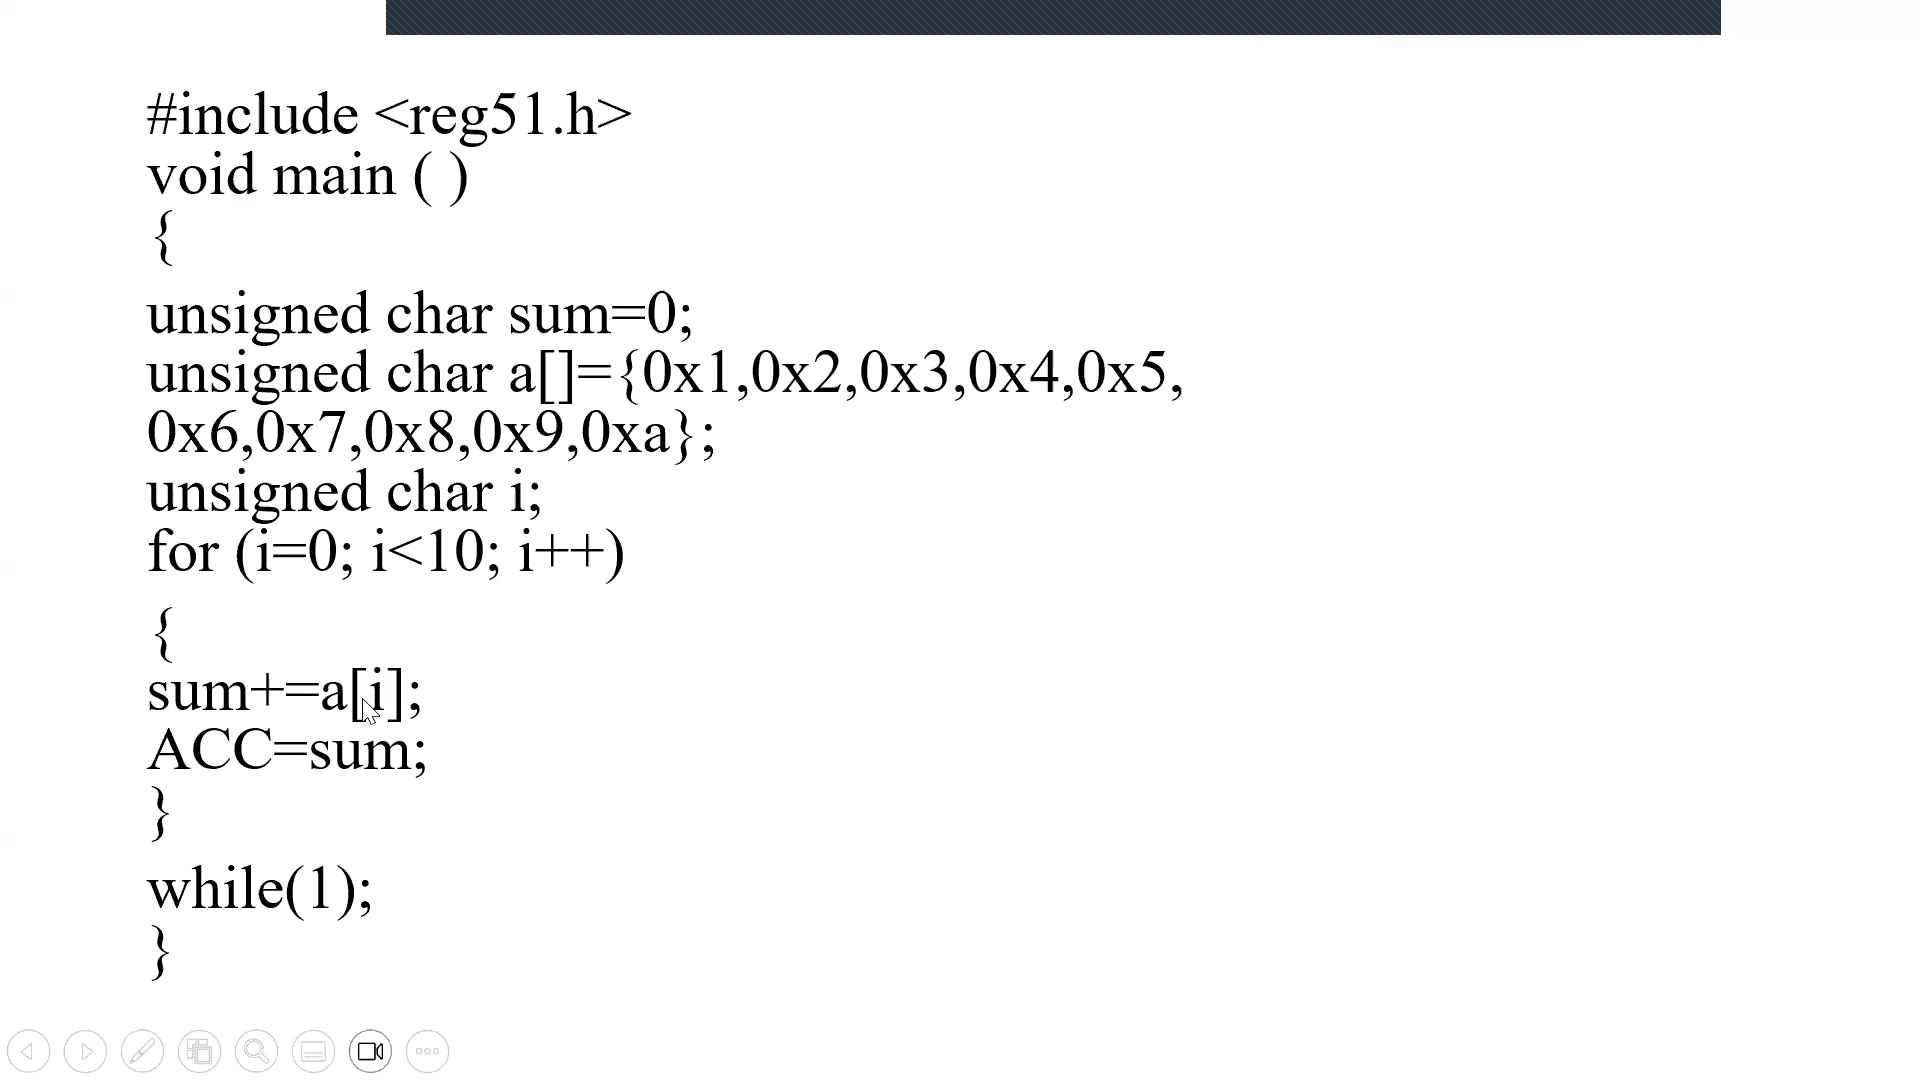 #include <reg51.h>
void main ( )
{
unsigned char sum=0;
unsigned char a[]={0x1,0x2,0x3,0x4,0x5,
0x6,0x7,0x8,0x9,0xa};
unsigned char i;
for (i=0; i<10; i++)
{
sum+=a[i];
ACC=sum;
}
while(1);
}